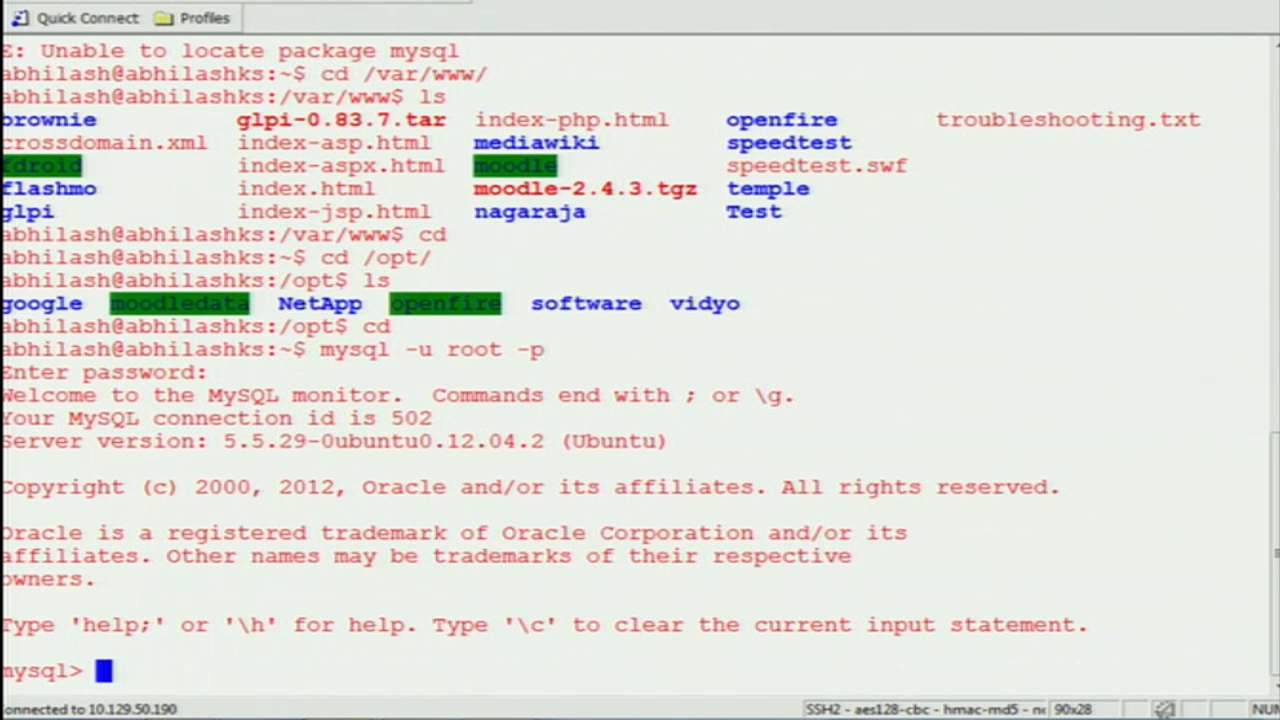 Quick Connect Profiles
E: Unable to locate package mysql
abhilash@abhilashks:~$ cd /var/www/
abhilash@abhilashks:/var/www$ ls
brownie glpi-0.83.7.tar index-php.html openfire troubleshooting.txt
crossdomain.xml index-asp.html mediawiki speedtest
fdroid index-aspx.html moodle speedtest.swf
flashmo index.html moodle-2.4.3.tgz temple
glpi index-jsp.html nagaraja Test
abhilash@abhilashks:/var/www$ cd
abhilash@abhilashks:~$ cd /opt/
abhilash@abhilashks:/opt$ ls
google moodledata NetApp openfire software vidyo
abhilash@abhilashks:/opt$ cd
abhilash@abhilashks:~$ mysql -u root -p
Enter password:
Welcome to the MySQL monitor. Commands end with ; or \g.
Your MySQL connection id is 502
Server version: 5.5.29-0ubuntu0.12.04.2 (Ubuntu)
Copyright (c) 2000, 2012, Oracle and/or its affiliates. All rights reserved.
Oracle is a registered trademark of Oracle Corporation and/or its
affiliates. Other names may be trademarks of their respective
owners.
Type 'help;' or '\h' for help. Type '\c' to clear the current input statement.
mysql>
onnected to 10.129.50.190 SSH2 - aes128-cbc - hmac-md5 - 90x28 NUM